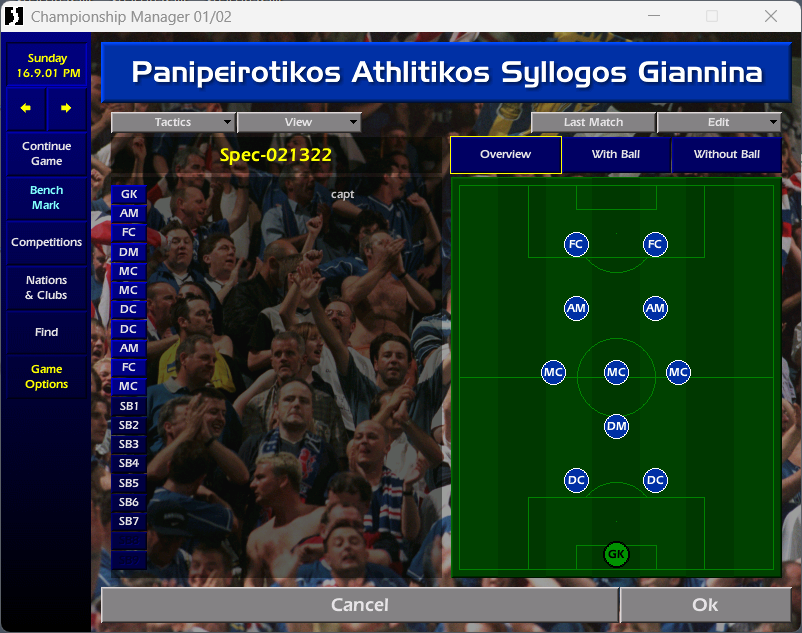 Championship Manager 01/02
Sunday
16.9.01 PM
Continue
Game
Bench
Mark
Competitions
Nations
& Clubs
Find
Game
Options
Panipeirotikos Athlitikos Syllogos Giannina
Tactics
View
Last Match
Edit
Spec-021322
Overview
With Ball
Without Ball
GK
capt
AM
FC
DM
MC
MC
DC
DC
AM
FC
MC
SB1
SB2
SB3
SB4
SB5
SB6
SB7
FC FC
AM AM
MC MC MC
DM
DC DC
GK
Cancel
Ok